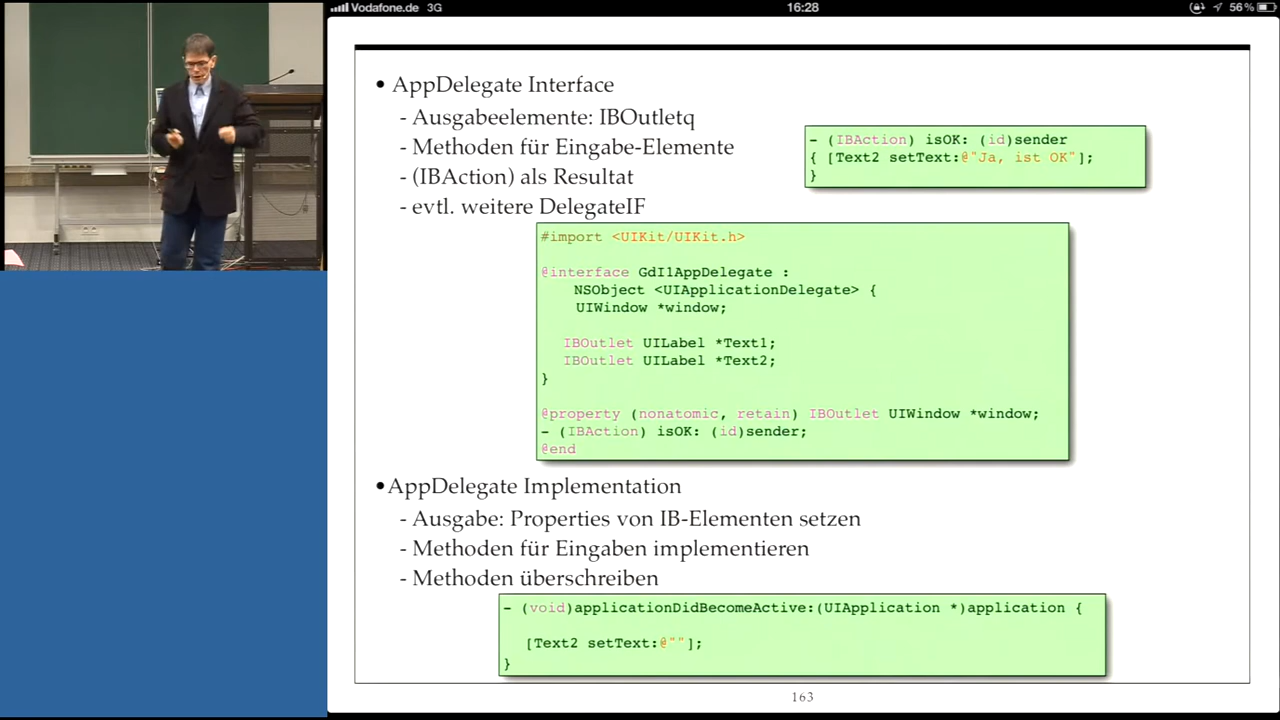 Vodafone.de 3G 16:28 56%
• AppDelegate Interface
- Ausgabeelemente: IBOutletq
- Methoden für Eingabe-Elemente
- (IBAction) als Resultat
- evtl. weitere DelegateIF
- (IBAction) isOK: (id)sender
{ [Text2 setText:@"Ja, ist OK"];
}
#import <UIKit/UIKit.h>
@interface GdI1AppDelegate :
NSObject <UIApplicationDelegate> {
UIWindow *window;
IBOutlet UILabel *Text1;
IBOutlet UILabel *Text2;
}
@property (nonatomic, retain) IBOutlet UIWindow *window;
- (IBAction) isOK: (id)sender;
@end
•AppDelegate Implementation
- Ausgabe: Properties von IB-Elementen setzen
- Methoden für Eingaben implementieren
- Methoden überschreiben
- (void)applicationDidBecomeActive:(UIApplication *)application {
[Text2 setText:@""];
}
163